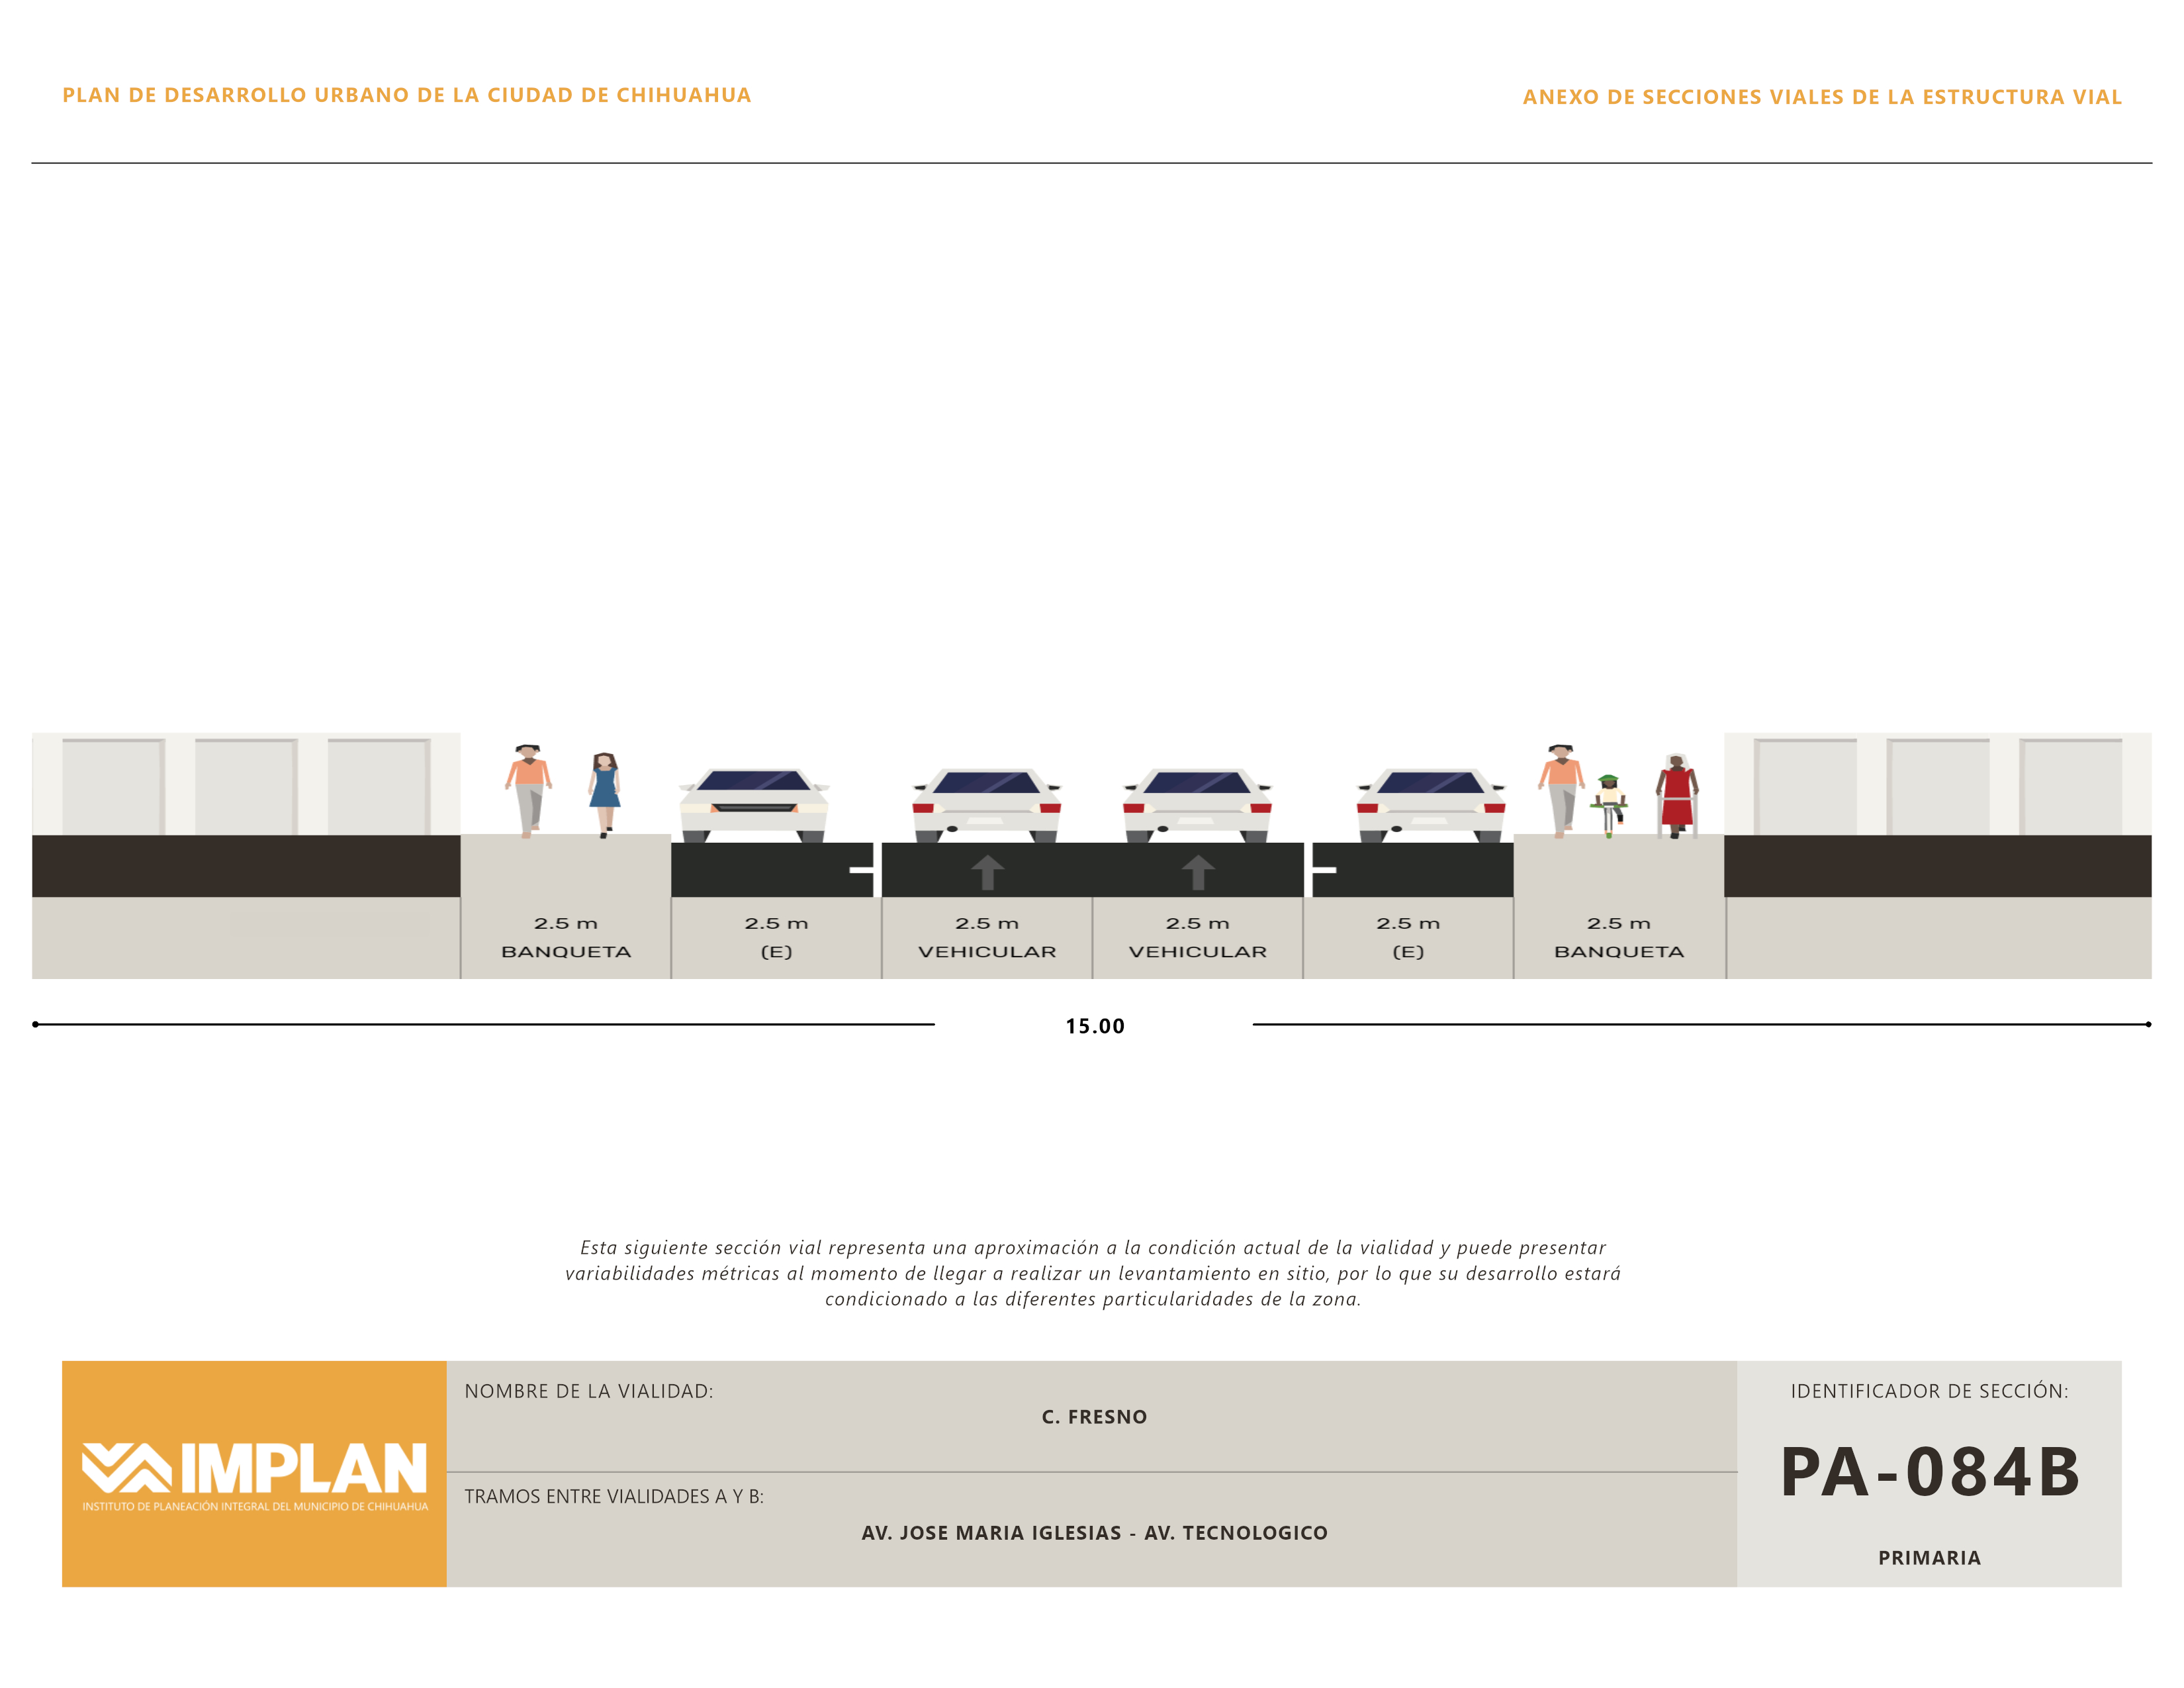 PLAN DE DESARROLLO URBANO DE LA CIUDAD DE CHIHUAHUA
ANEXO DE SECCIONES VIALES DE LA ESTRUCTURA VIAL
2.5 m
BANQUETA
2.5 m
(E)
2.5 m
VEHICULAR
2.5 m
VEHICULAR
2.5 m
(E)
2.5 m
BANQUETA
15.00
Esta siguiente sección vial representa una aproximación a la condición actual de la vialidad y puede presentar
variabilidades métricas al momento de llegar a realizar un levantamiento en sitio, por lo que su desarrollo estará
condicionado a las diferentes particularidades de la zona.
IMPLAN
INSTITUTO DE PLANEACIÓN INTEGRAL DEL MUNICIPIO DE CHIHUAHUA
NOMBRE DE LA VIALIDAD:
C. FRESNO
TRAMOS ENTRE VIALIDADES A Y B:
AV. JOSE MARIA IGLESIAS - AV. TECNOLOGICO
IDENTIFICADOR DE SECCIÓN:
PA-084B
PRIMARIA